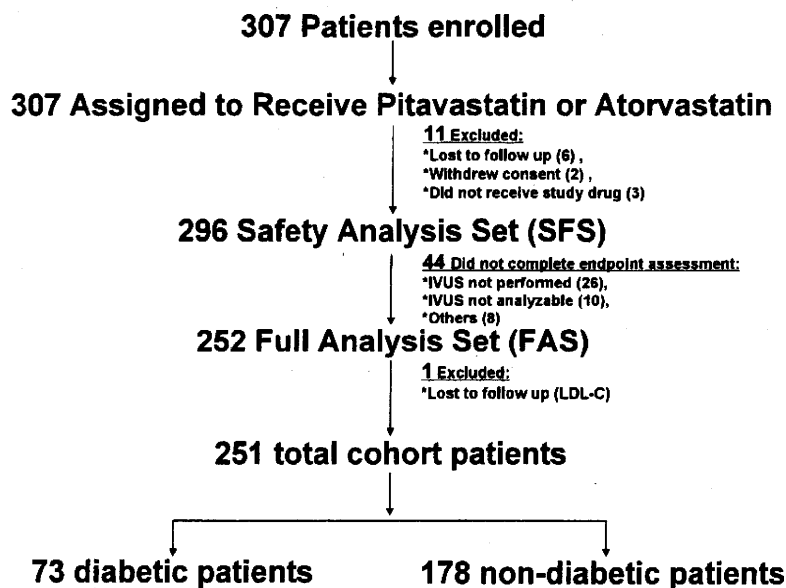 307 Patients enrolled
307 Assigned to Receive Pitavastatin or Atorvastatin
11 Excluded:
*Lost to follow up (6) ,
*Withdrew consent (2) ,
*Did not receive study drug (3)
296 Safety Analysis Set (SFS)
44 Did not complete endpoint assessment:
*IVUS not performed (26),
*IVUS not analyzable (10),
*Others (8)
252 Full Analysis Set (FAS)
1 Excluded:
*Lost to follow up (LDL-C)
251 total cohort patients
73 diabetic patients
178 non-diabetic patients